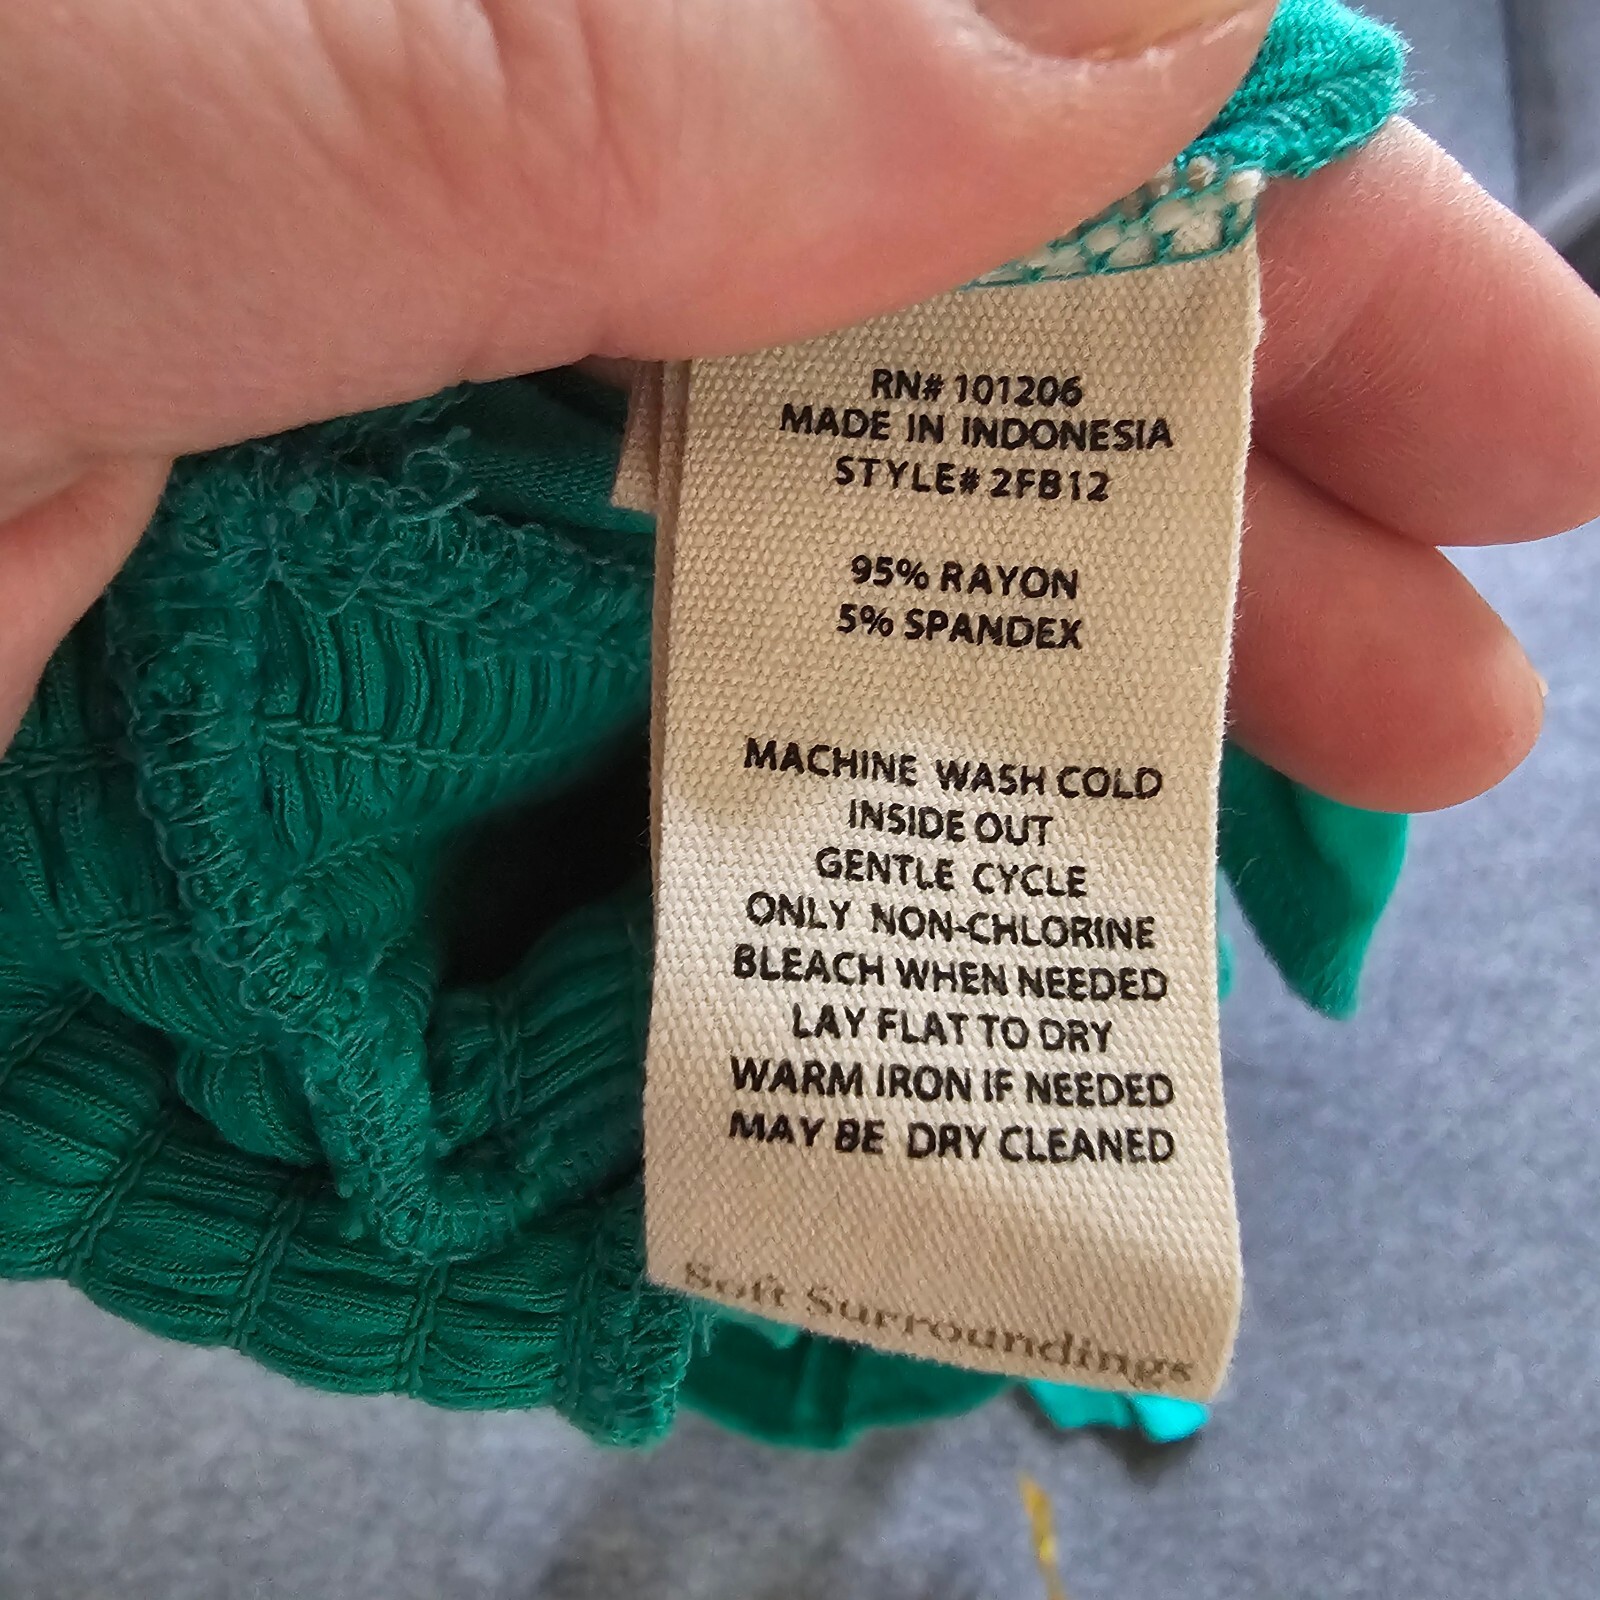 RN# 101206
MADE IN INDONESIA
STYLE# 2FB12
95% RAYON
5% SPANDEX
MACHINE WASH COLD
INSIDE OUT
GENTLE CYCLE
ONLY NON-CHLORINE
BLEACH WHEN NEEDED
LAY FLAT TO DRY
WARM IRON IF NEEDED
MAY BE DRY CLEANED
Soft Surroundings